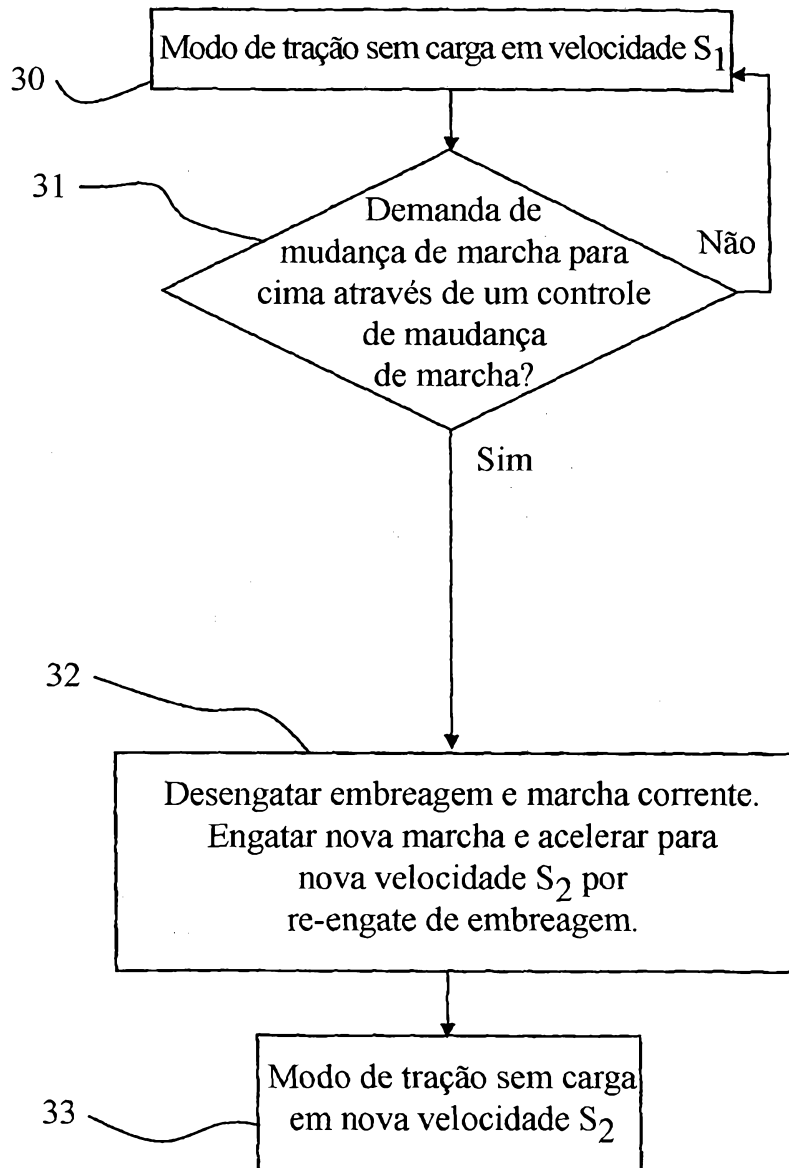 Modo de tração sem carga em velocidade S1
30
31
Demanda de
mudança de marcha para
cima através de um controle
de maudança
de marcha?
Não
Sim
32
Desengatar embreagem e marcha corrente.
Engatar nova marcha e acelerar para
nova velocidade S2 por
re-engate de embreagem.
Modo de tração sem carga
em nova velocidade S2
33